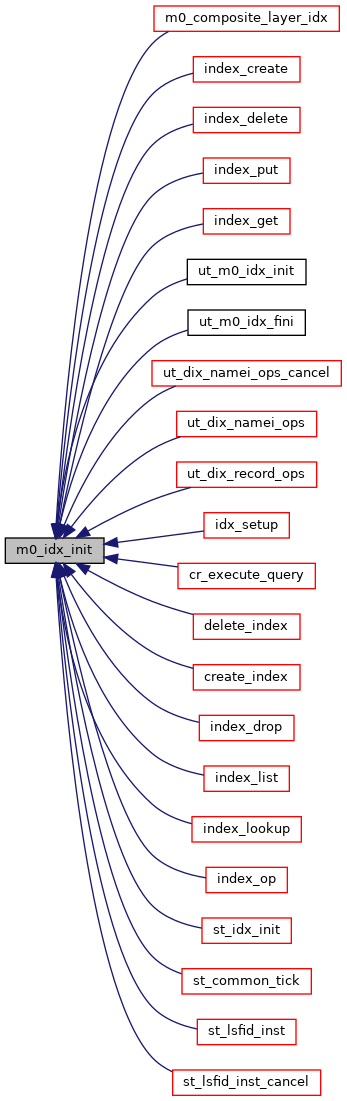 m0_composite_layer_idx
index_create
index_delete
index_put
index_get
ut_m0_idx_init
ut_m0_idx_fini
ut_dix_namei_ops_cancel
ut_dix_namei_ops
ut_dix_record_ops
idx_setup
m0_idx_init
cr_execute_query
delete_index
create_index
index_drop
index_list
index_lookup
index_op
st_idx_init
st_common_tick
st_lsfid_inst
st_lsfid_inst_cancel